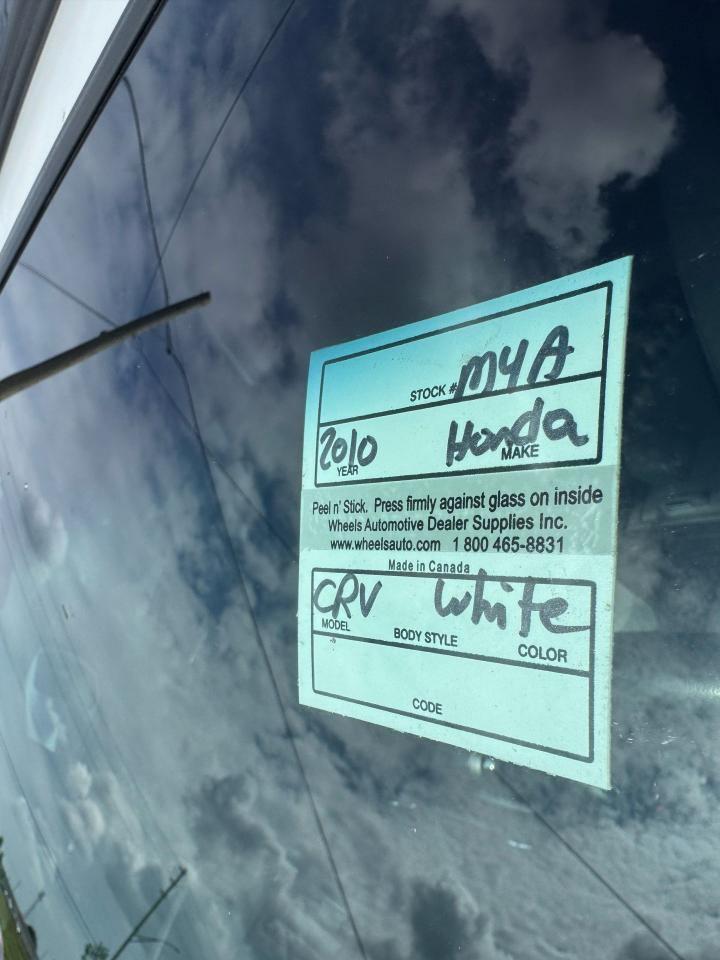 STOCK # M4A
2010 Honda
YEAR MAKE
Peel n' Stick. Press firmly against glass on inside
Wheels Automotive Dealer Supplies Inc.
www.wheelsauto.com 1 800 465-8831
Made in Canada
CRV White
MODEL BODY STYLE COLOR
CODE